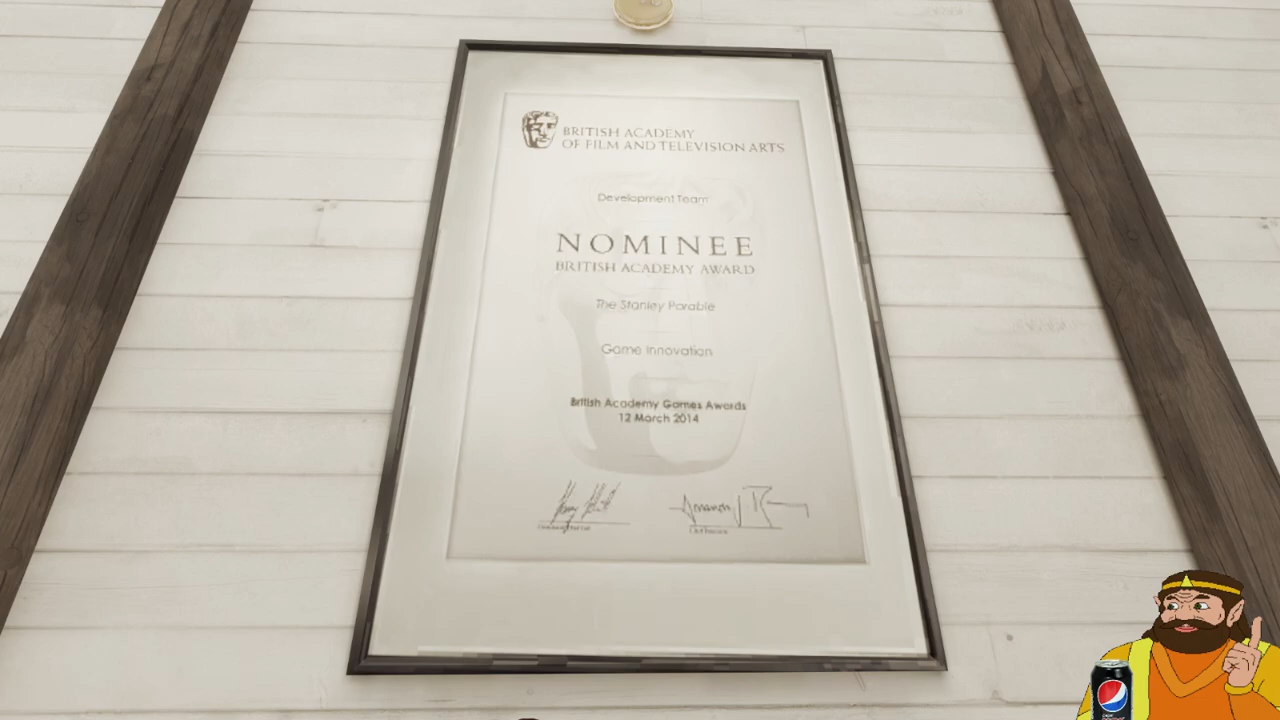 BRITISH ACADEMY
OF FILM AND TELEVISION ARTS
Development Team
NOMINEE
BRITISH ACADEMY AWARD
The Stanley Parable
Game Innovation
British Academy Games Awards
12 March 2014